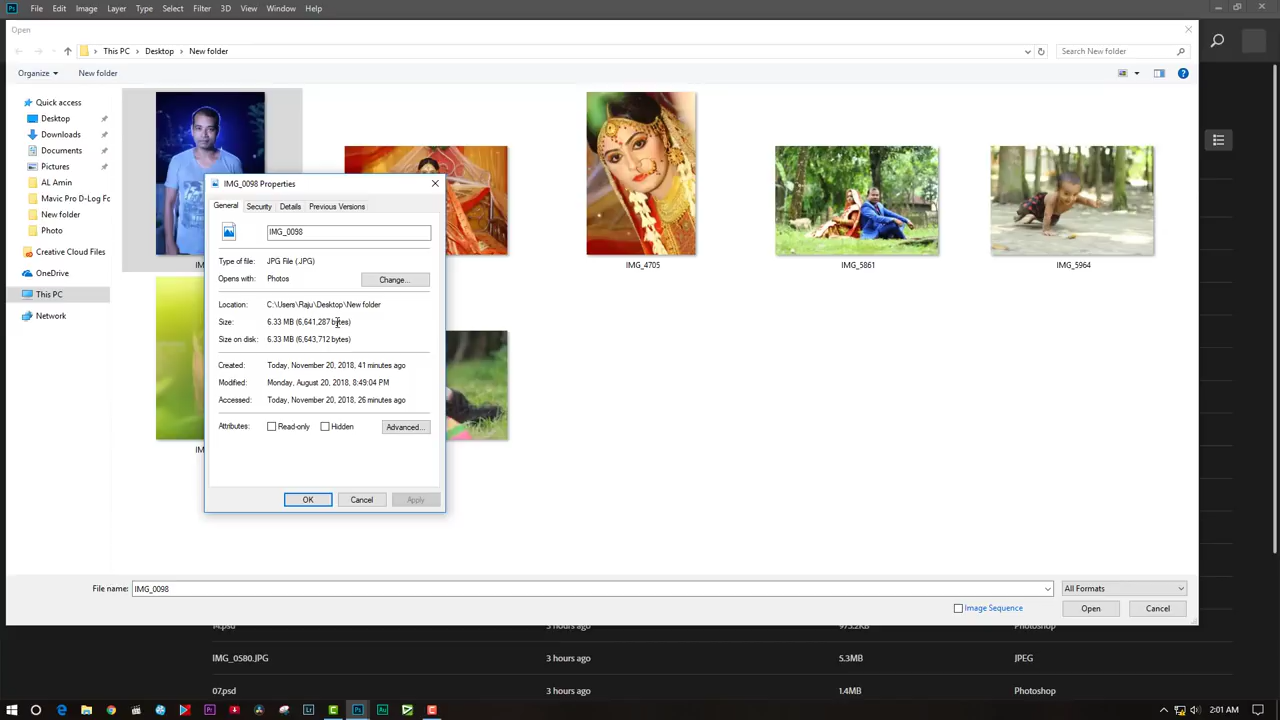 File Edit Image Layer Type Select Filter 3D View Window Help
Open
This PC > Desktop > New folder
Search New folder
Organize New folder
Quick access
Desktop
Downloads
Documents
Pictures
AL Amin
Mavic Pro D-Log Fo
New folder
Photo
Creative Cloud Files
OneDrive
This PC
Network
IMG_4705
IMG_5861
IMG_5964
IMG_0098 Properties
General Security Details Previous Versions
IMG_0098
Type of file: JPG File (.JPG)
Opens with: Photos Change...
Location: C:\Users\Raju\Desktop\New folder
Size: 6.33 MB (6,641,287 bytes)
Size on disk: 6.33 MB (6,643,712 bytes)
Created: Today, November 20, 2018, 41 minutes ago
Modified: Monday, August 20, 2018, 8:49:04 PM
Accessed: Today, November 20, 2018, 26 minutes ago
Attributes: Read-only Hidden Advanced...
OK Cancel Apply
File name: IMG_0098 All Formats
Image Sequence
Open Cancel
3 hours ago Photoshop
IMG_0580.JPG 3 hours ago 5.3MB JPEG
07.psd 3 hours ago 1.4MB Photoshop
2:01 AM